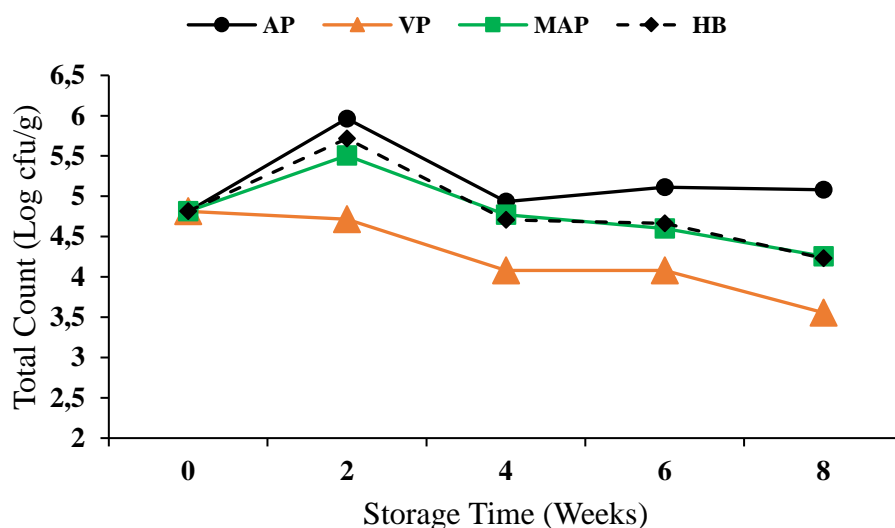 AP VP MAP HB
Total Count (Log cfu/g)
6,5
6
5,5
5
4,5
4
3,5
3
2,5
2
0 2 4 6 8
Storage Time (Weeks)